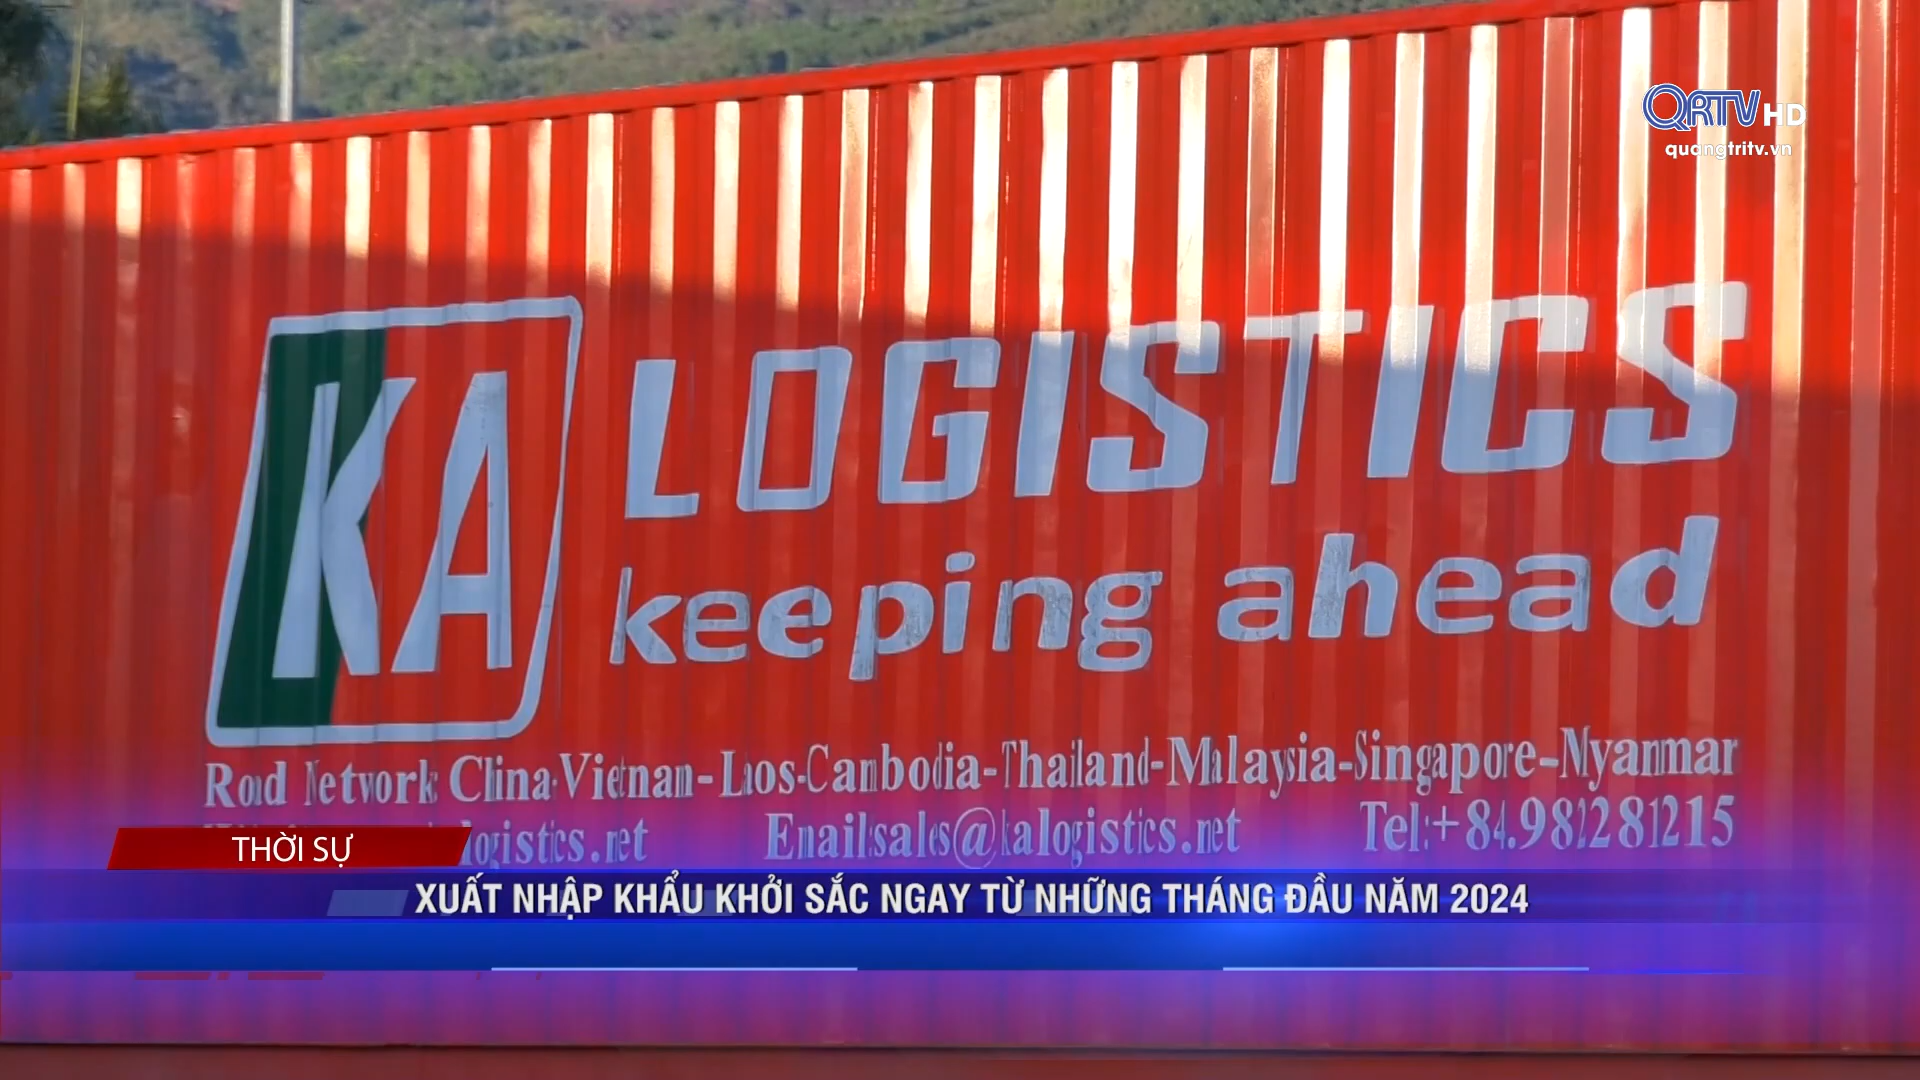 QRTV HD
quangtritv.vn
KA LOGISTICS
keeping ahead
Road Network: China-Vietnam-Laos-Cambodia-Thailand-Malaysia-Singapore-Myanmar
Email:sales@kalogistics.net Tel:+84.982281215
THỜI SỰ
XUẤT NHẬP KHẨU KHỞI SẮC NGAY TỪ NHỮNG THÁNG ĐẦU NĂM 2024